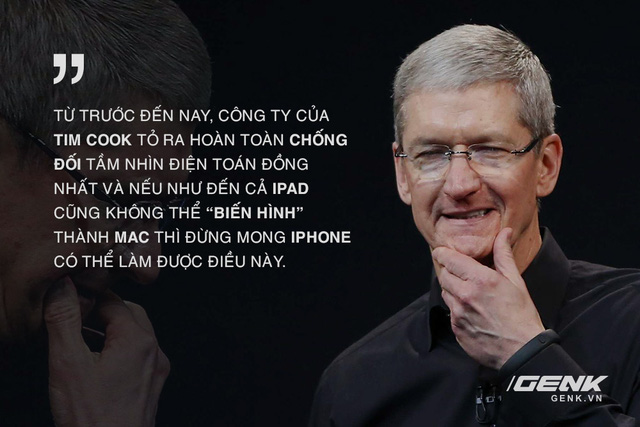 TỪ TRƯỚC ĐẾN NAY, CÔNG TY CỦA
TIM COOK TỎ RA HOÀN TOÀN CHỐNG
ĐỐI TẦM NHÌN ĐIỆN TOÁN ĐỒNG
NHẤT VÀ NẾU NHƯ ĐẾN CẢ IPAD
CŨNG KHÔNG THỂ “BIẾN HÌNH”
THÀNH MAC THÌ ĐỪNG MONG IPHONE
CÓ THỂ LÀM ĐƯỢC ĐIỀU NÀY.
GENK
GENK.VN